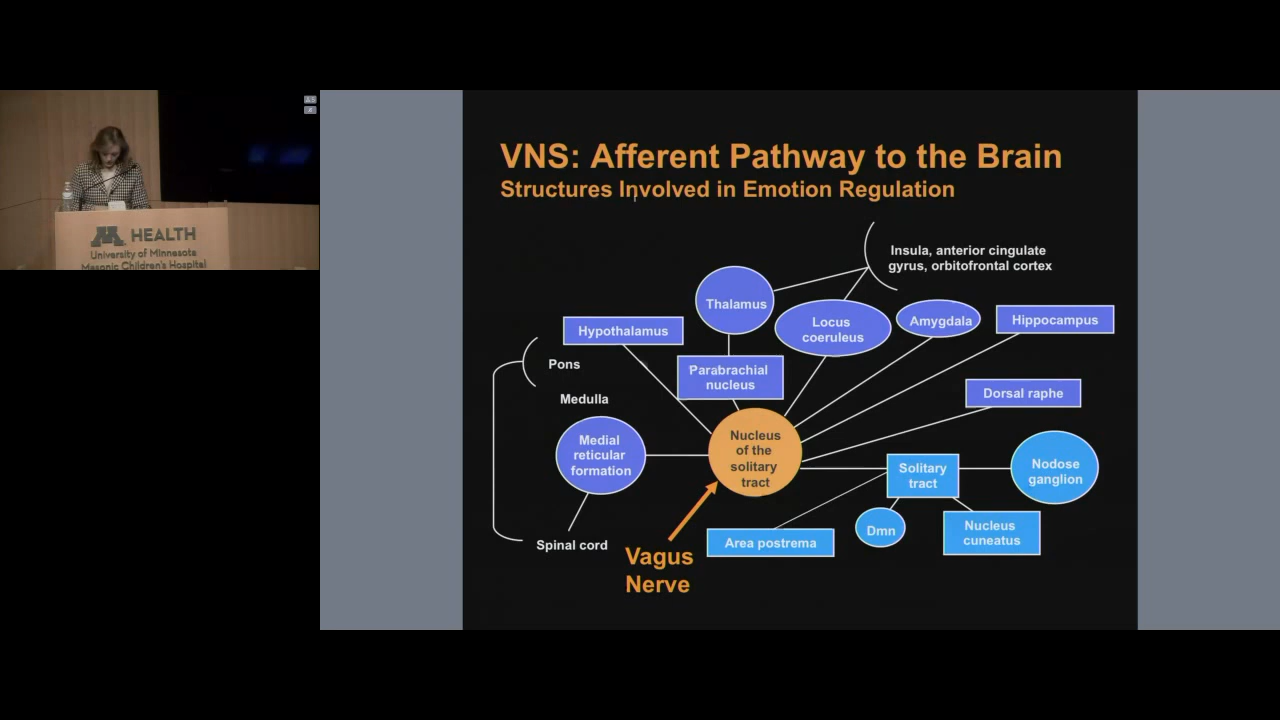 HEALTH
University of Minnesota
Masonic Children's Hospital
VNS: Afferent Pathway to the Brain
Structures Involved in Emotion Regulation
Insula, anterior cingulate
gyrus, orbitofrontal cortex
Thalamus
Locus
coeruleus
Amygdala
Hippocampus
Hypothalamus
Pons
Parabrachial
nucleus
Medulla
Dorsal raphe
Medial
reticular
formation
Nucleus
of the
solitary
tract
Solitary
tract
Nodose
ganglion
Spinal cord
Vagus
Nerve
Area postrema
Dmn
Nucleus
cuneatus